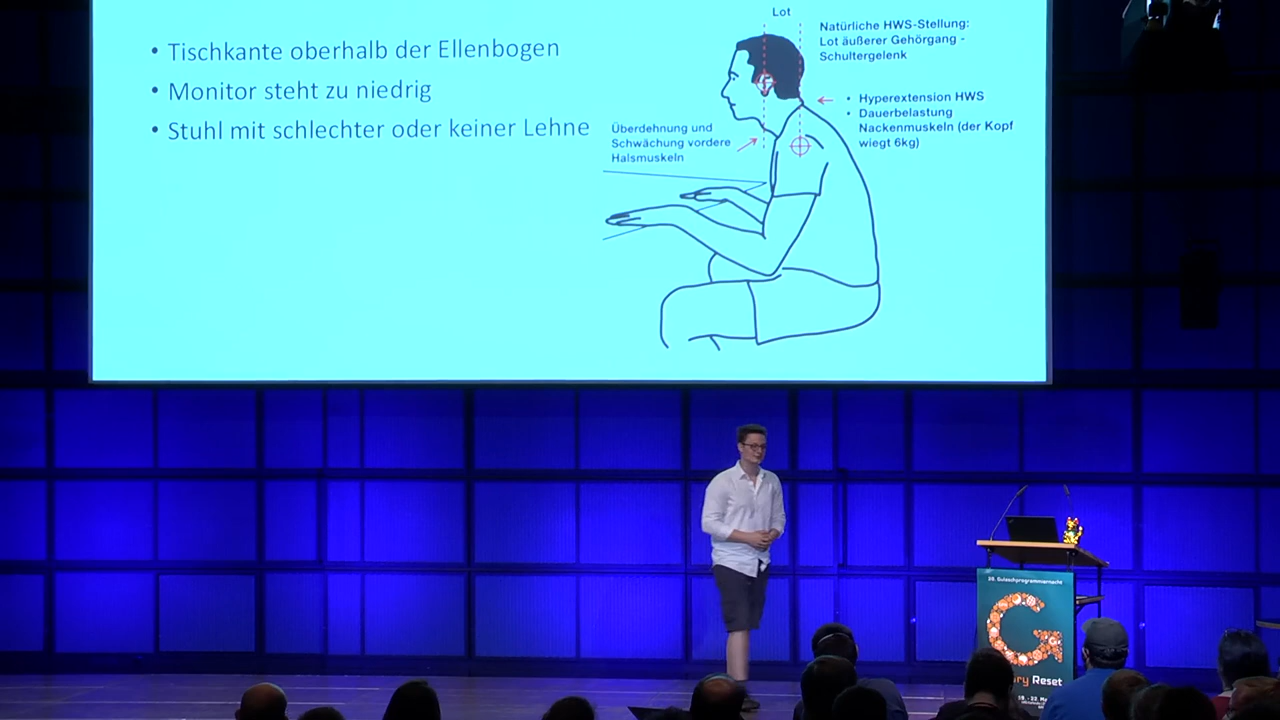 • Tischkante oberhalb der Ellenbogen
• Monitor steht zu niedrig
• Stuhl mit schlechter oder keiner Lehne
Lot
Natürliche HWS-Stellung:
Lot äußerer Gehörgang -
Schultergelenk
• Hyperextension HWS
• Dauerbelastung
Nackenmuskeln (der Kopf
wiegt 6kg)
Überdehnung und
Schwächung vordere
Halsmuskeln
Gulaschprogrammiernacht
Reset